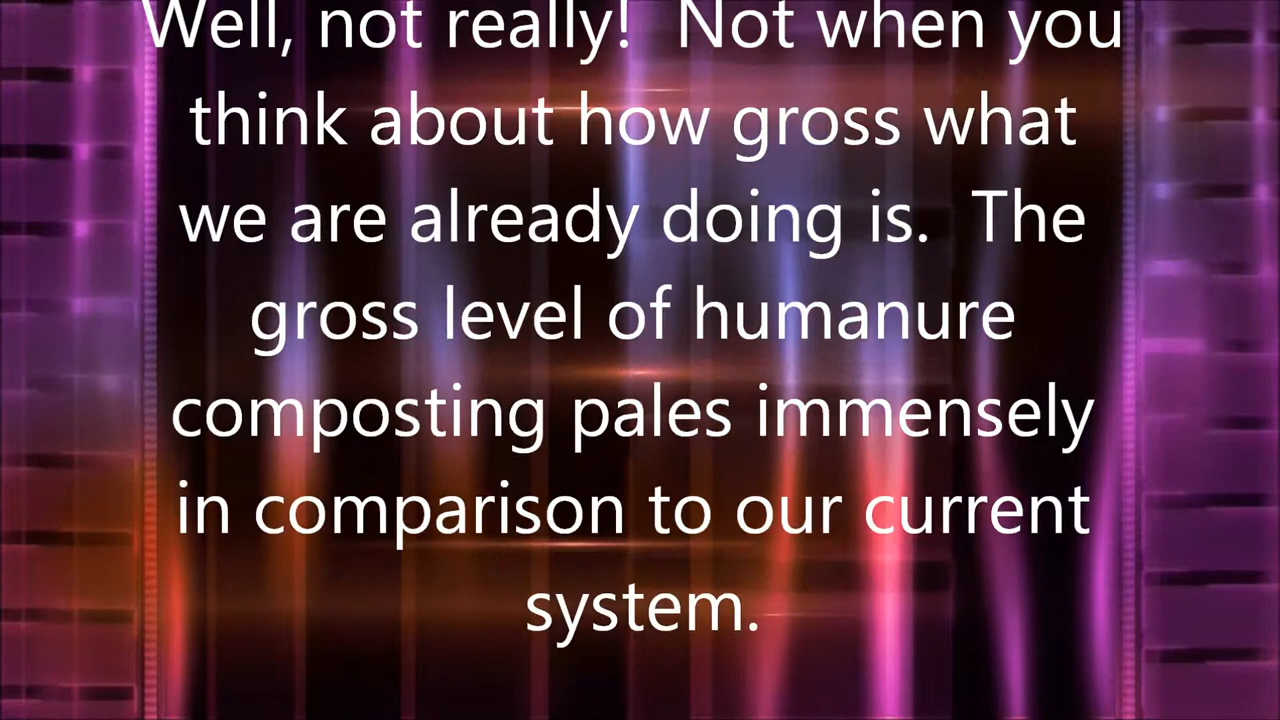 Well, not really!  Not when you
think about how gross what
we are already doing is.  The
gross level of humanure
composting pales immensely
in comparison to our current
system.